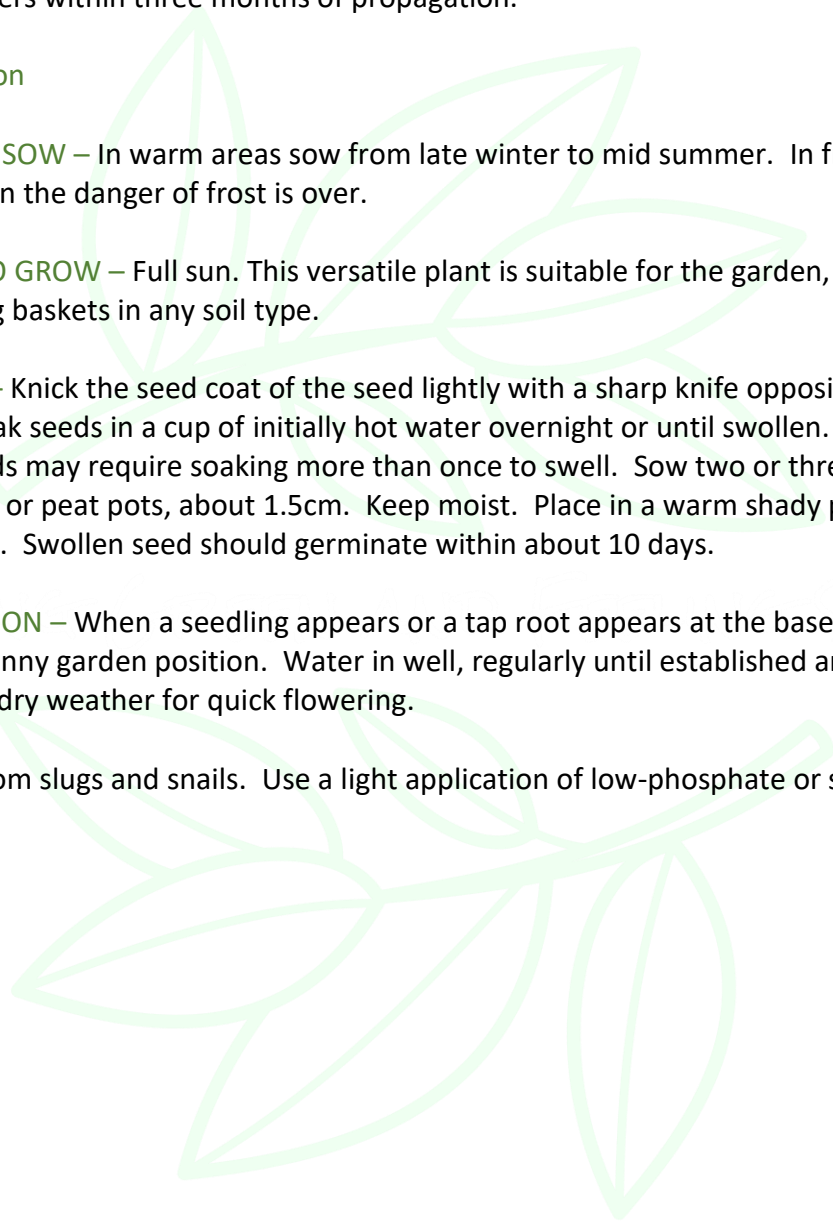 ers within three months of propagation.
on
SOW – In warm areas sow from late winter to mid summer. In f
n the danger of frost is over.
O GROW – Full sun. This versatile plant is suitable for the garden,
g baskets in any soil type.
– Knick the seed coat of the seed lightly with a sharp knife opposi
ak seeds in a cup of initially hot water overnight or until swollen.
ds may require soaking more than once to swell. Sow two or thre
or peat pots, about 1.5cm. Keep moist. Place in a warm shady p
. Swollen seed should germinate within about 10 days.
ON – When a seedling appears or a tap root appears at the base
nny garden position. Water in well, regularly until established a
dry weather for quick flowering.
om slugs and snails. Use a light application of low-phosphate or s